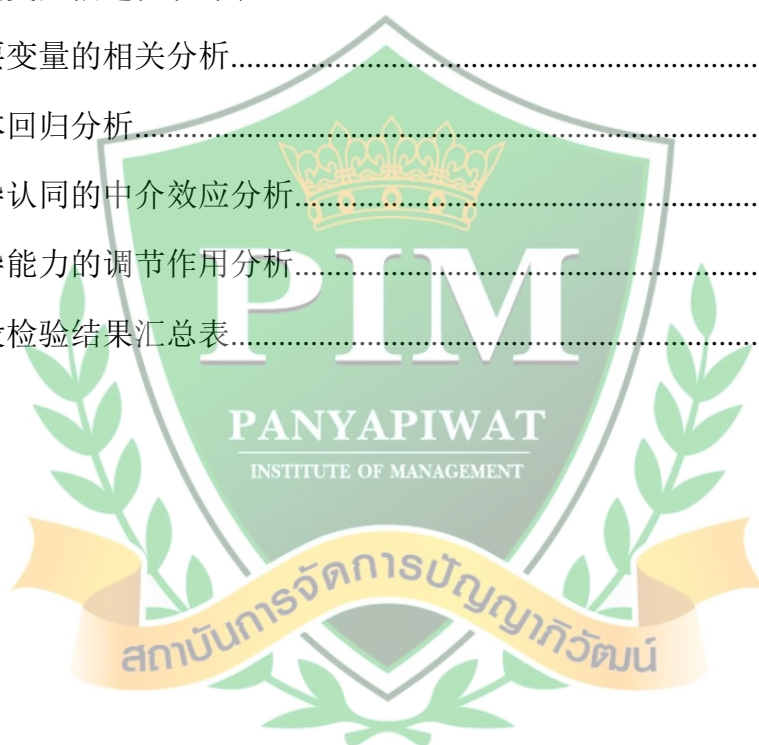 变量的相关分析..........................................................................
回归分析..........................................................................
认同的中介效应分析..........................................................................
能力的调节作用分析..........................................................................
检验结果汇总表..........................................................................
PIM
PANYAPIWAT
INSTITUTE OF MANAGEMENT
สถาบันการจัดการปัญญาภิวัฒน์